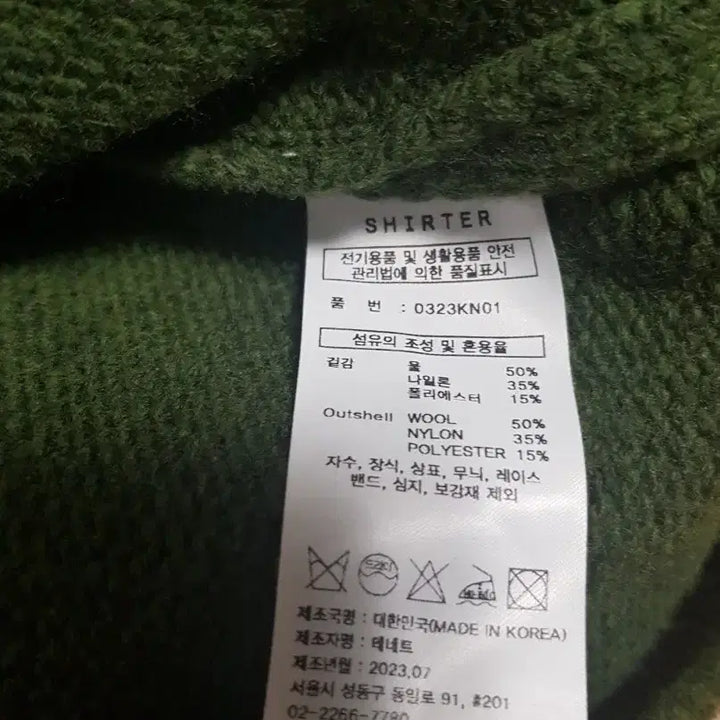 SHIRTER
전기용품 및 생활용품 안전
관리법에 의한 품질표시
품 번 : 0323KN01
섬유의 조성 및 혼용율
겉감 울 50%
나일론 35%
폴리에스터 15%
Outshell WOOL 50%
NYLON 35%
POLYESTER 15%
자수, 장식, 상표, 무늬, 레이스
밴드, 심지, 보강재 제외
제조국명 : 대한민국(MADE IN KOREA)
제조자명 : 테네트
제조년월 : 2023.07
서울시 성동구 동일로 91, #201
02-2266-7780